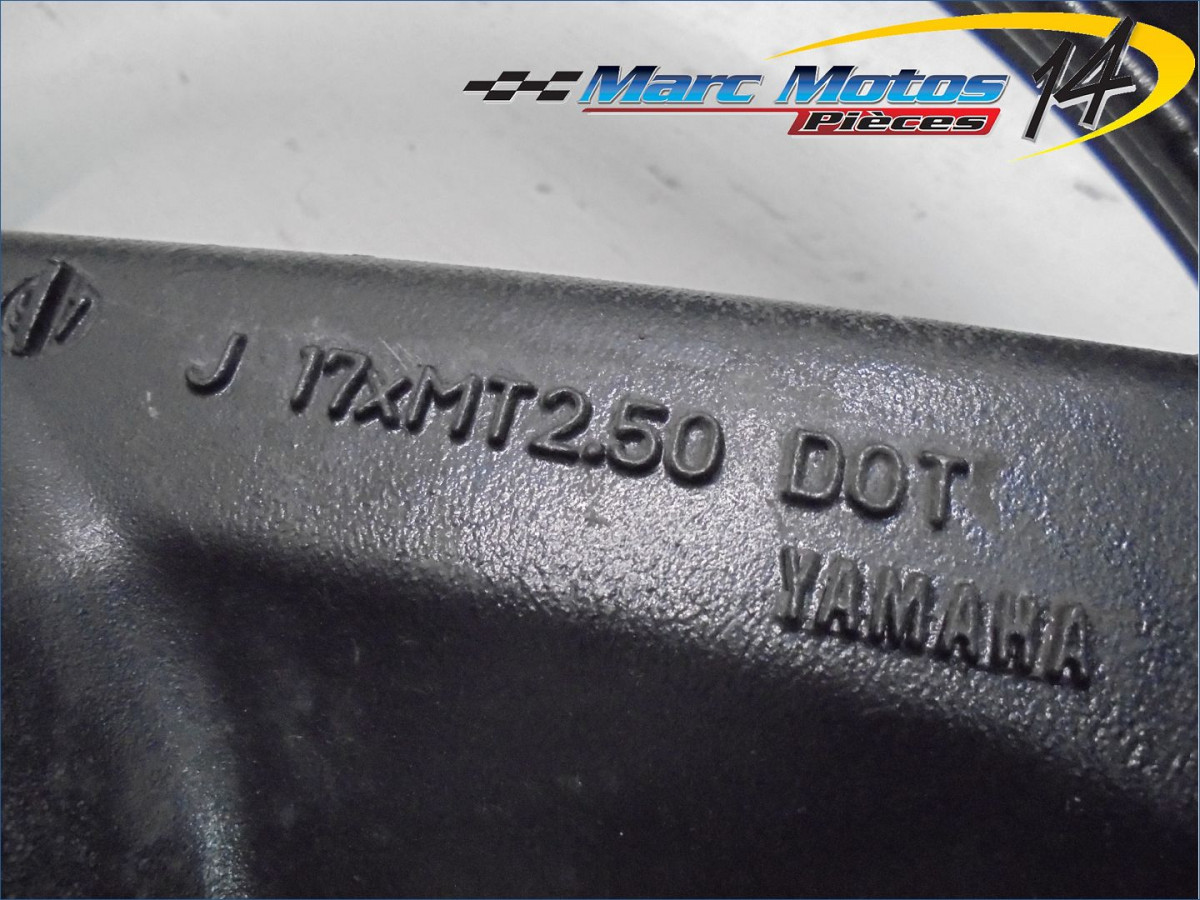 Marc Motos 14
Pièces
J 17xMT2.50 DOT
YAMAHA